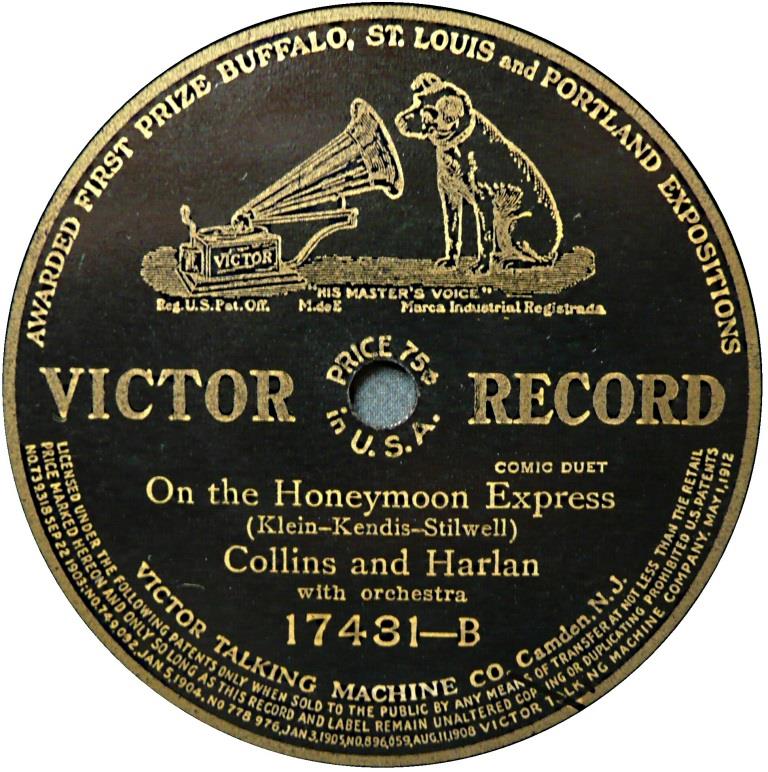 AWARDED FIRST PRIZE BUFFALO, ST. LOUIS and PORTLAND EXPOSITIONS
VICTOR
"HIS MASTER'S VOICE"
Reg. U.S. Pat. Off. M. de E Marca Industrial Registrada
PRICE 75¢
VICTOR RECORD
in U.S.A.
COMIC DUET
On the Honeymoon Express
(Klein-Kendis-Stilwell)
Collins and Harlan
with orchestra
17431-B
VICTOR TALKING MACHINE CO. Camden, N.J.
LICENSED UNDER THE FOLLOWING PATENTS ONLY WHEN SOLD TO THE PUBLIC BY ANY MEANS OF TRANSFER AT NOT LESS THAN THE RETAIL
PRICE MARKED HEREON AND ONLY SO LONG AS THIS RECORD AND LABEL REMAIN UNALTERED ING OR DUPLICATING PROHIBITED U.S. PATENTS
NO. 739,318 SEP. 22 1903: NO. 749,092, JAN 5, 1904. NO 778 976, JAN 3, 1905, NO. 896,059, AUG. 11, 1908 VICTOR MACHINE COMPANY. MAY 1, 1912